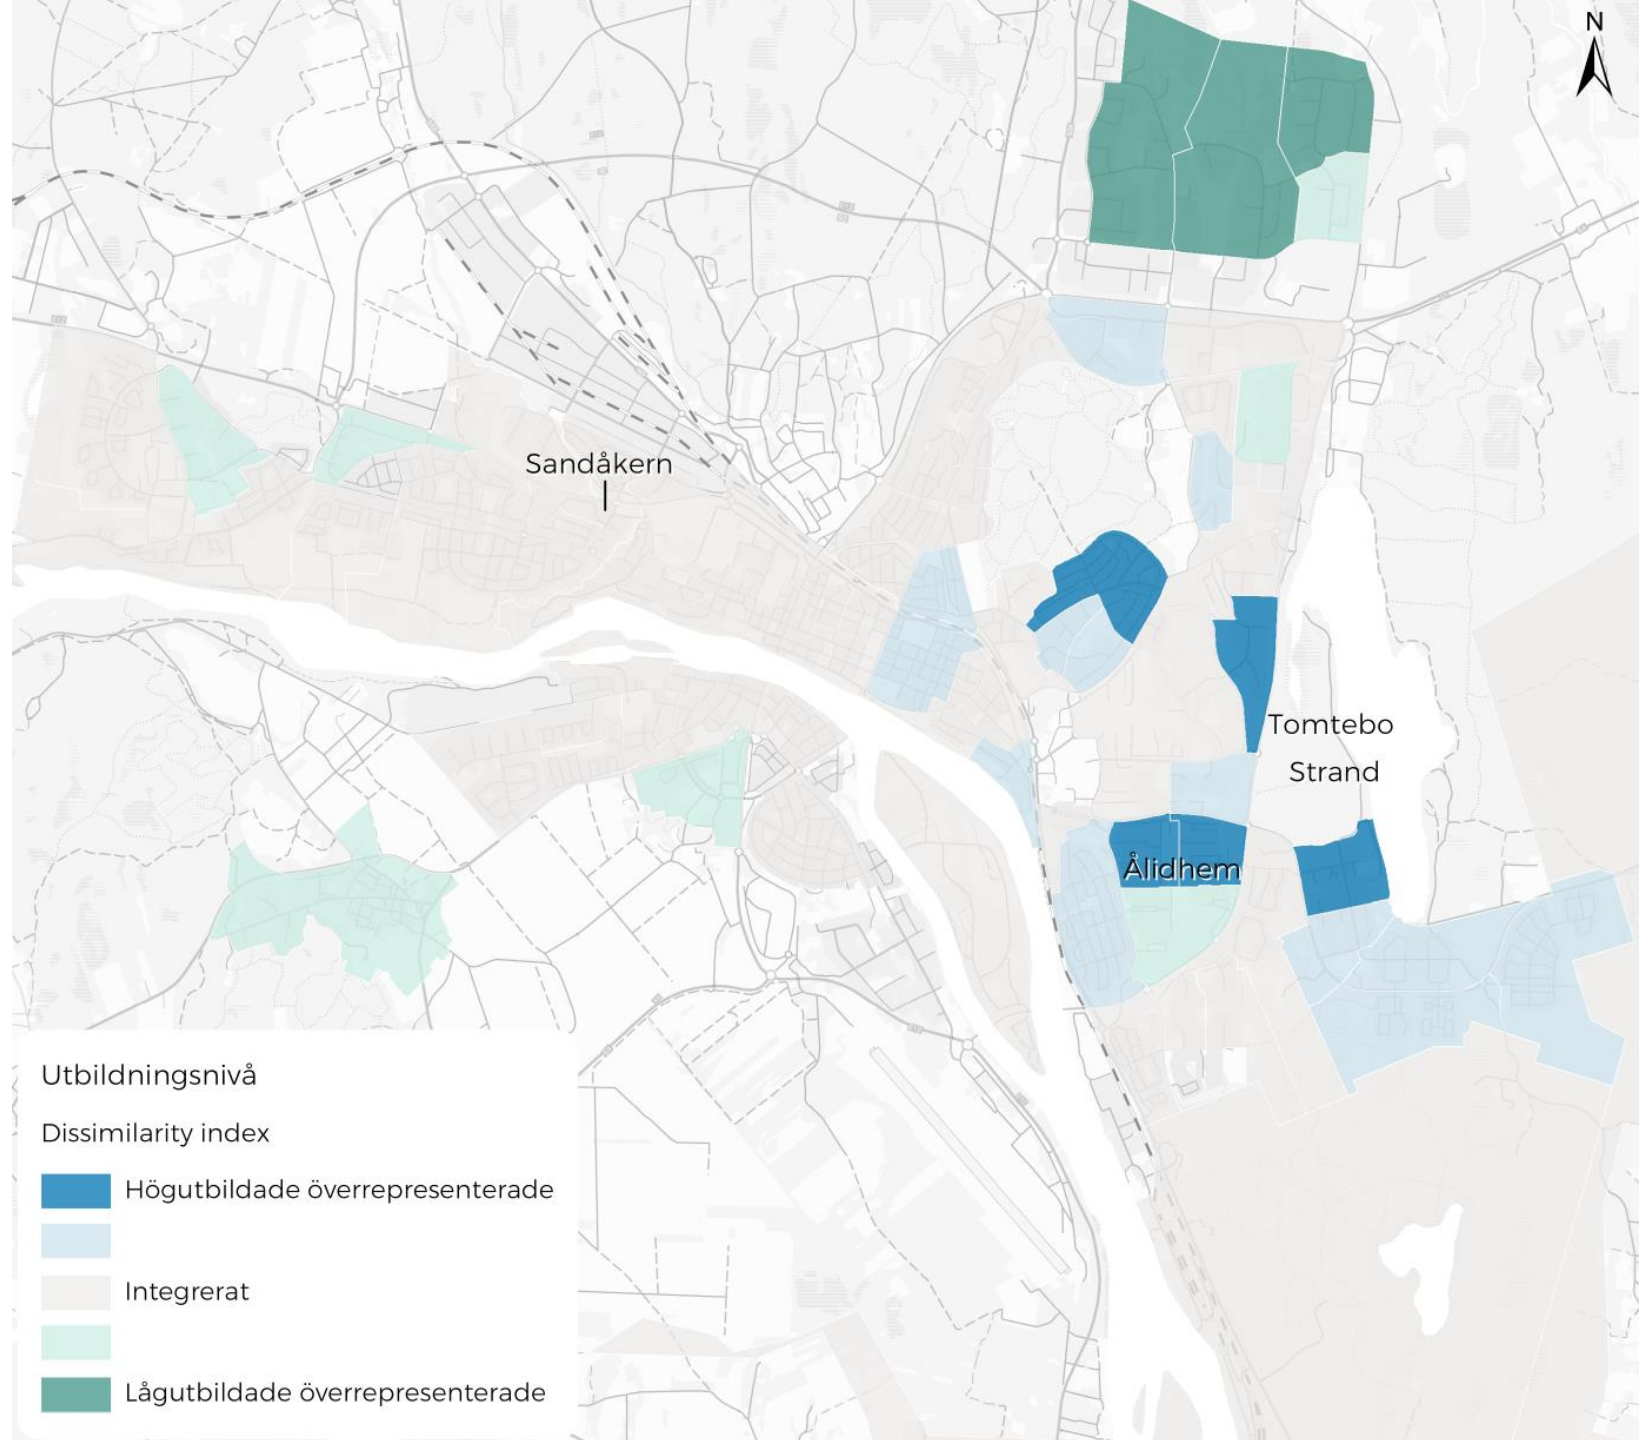 N
Sandåkern
Tomtebo
Strand
Ålidhem
Utbildningsnivå
Dissimilarity index
Högutbildade överrepresenterade
Integrerat
Lågutbildade överrepresenterade